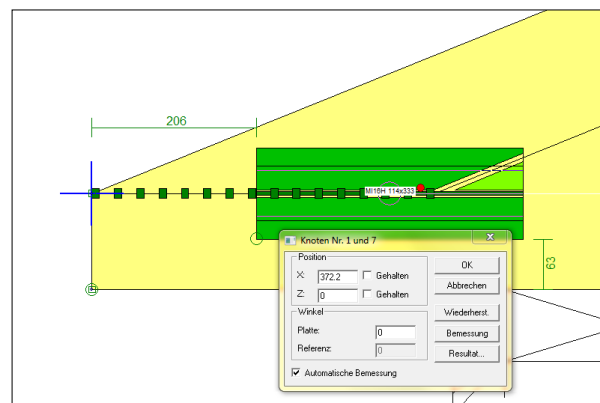 206
MI16H 114x333
Knoten Nr. 1 und 7
Position
X: 372.2 Gehalten
Z: 0 Gehalten
Winkel
Platte: 0
Referenz: 0
Automatische Bemessung
OK
Abbrechen
Wiederherst.
Bemessung
Resultat...
63